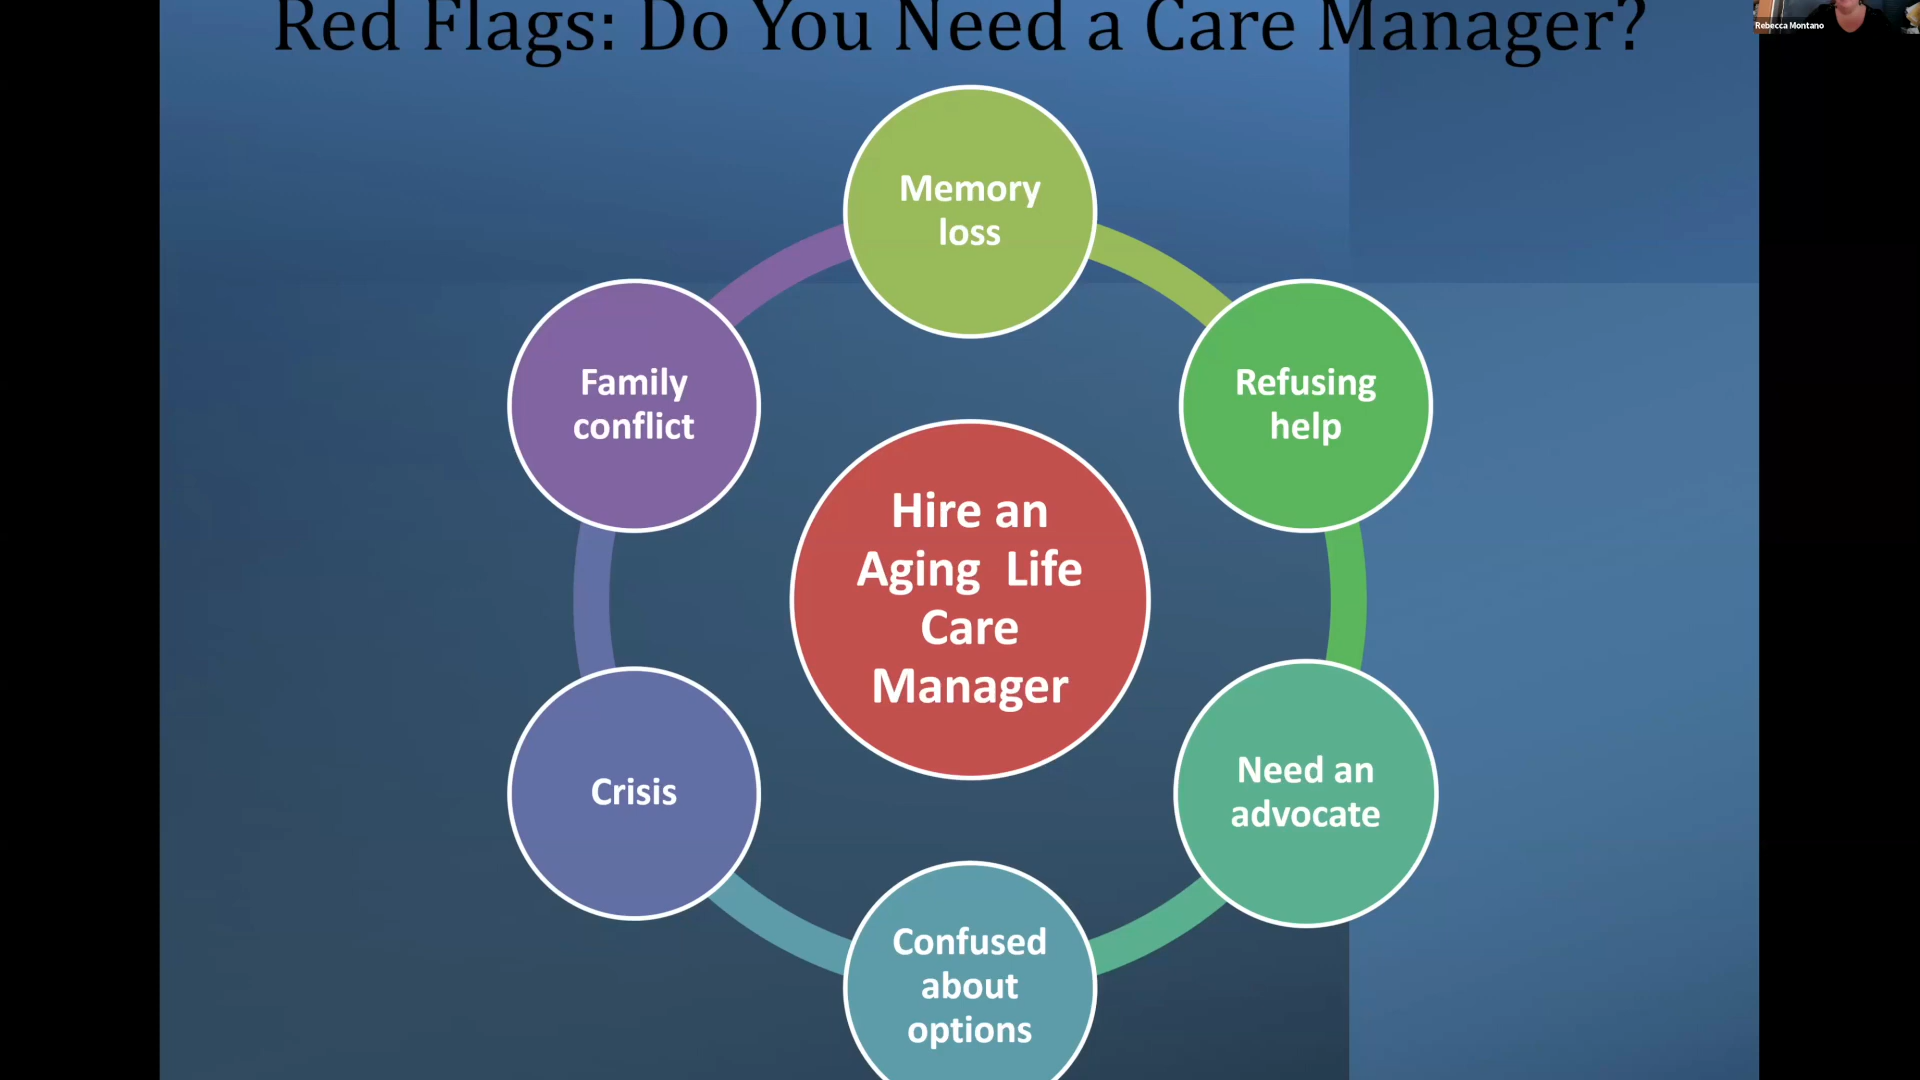 Red Flags: Do You Need a Care Manager?
Rebecca Montano
Memory
loss
Family
conflict
Refusing
help
Hire an
Aging  Life
Care
Manager
Crisis
Need an
advocate
Confused
about
options